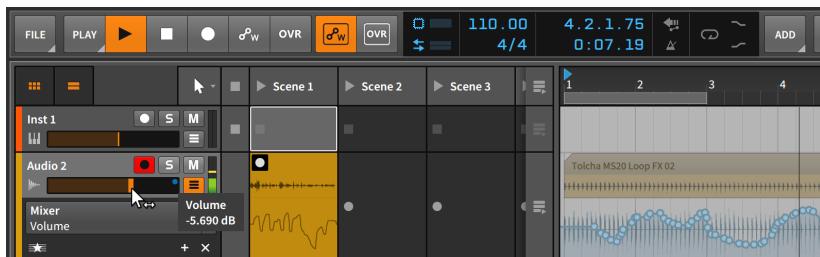 FILE PLAY OVR OVR 110.00 4.2.1.75 ADD
4/4 0:07.19
Scene 1 Scene 2 Scene 3 1 2 3 4
Inst 1 S M
Audio 2 S M
Tolcha MS20 Loop FX 02
Volume
-5.690 dB
Mixer
Volume